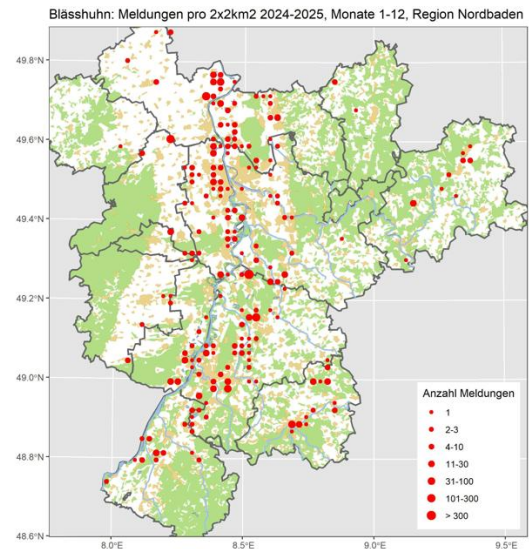 Blässhuhn: Meldungen pro 2x2km2 2024-2025, Monate 1-12, Region Nordbaden
49.8°N
49.6°N
49.4°N
49.2°N
49.0°N
48.8°N
48.6°N
8.0°E
8.5°E
9.0°E
9.5°E
Anzahl Meldungen
1
2-3
4-10
11-30
31-100
101-300
> 300